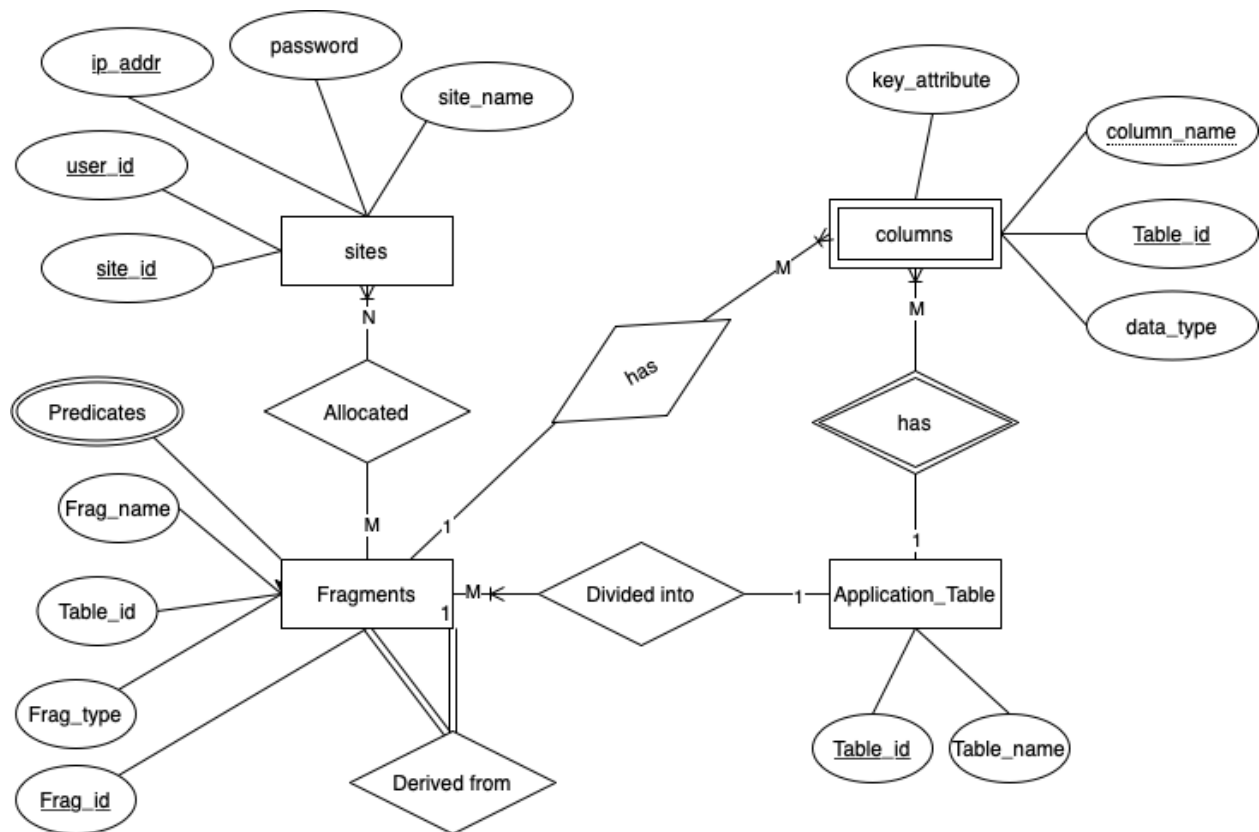 password
ip_addr
site_name
key_attribute
column_name
user_id
sites
columns
Table_id
site_id
M
N
M
data_type
has
Predicates
Allocated
has
Frag_name
M
1
1
Fragments
1
M
Divided into
1
Application_Table
Table_id
Frag_type
Table_id
Table_name
Derived from
Frag_id